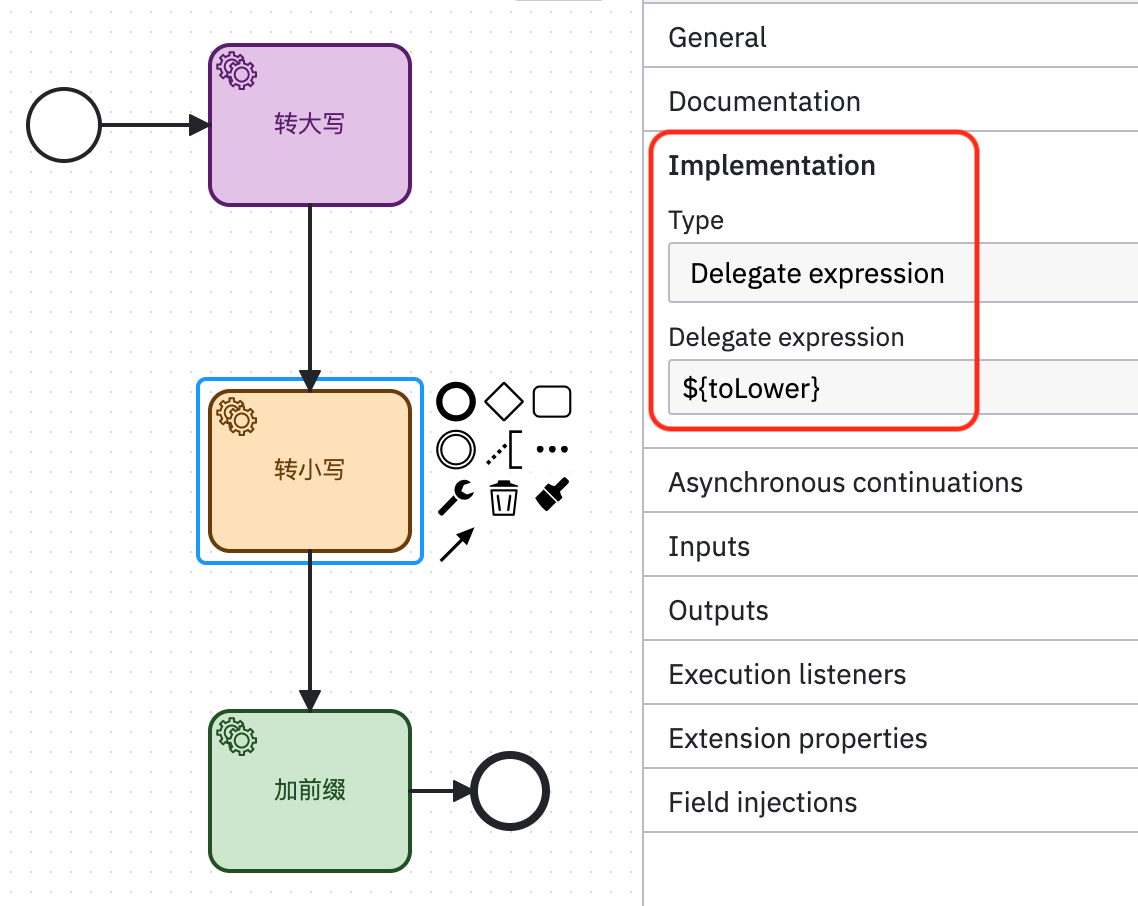 转大写
转小写
加前缀
General
Documentation
Implementation
Type
Delegate expression
Delegate expression
${toLower}
Asynchronous continuations
Inputs
Outputs
Execution listeners
Extension properties
Field injections